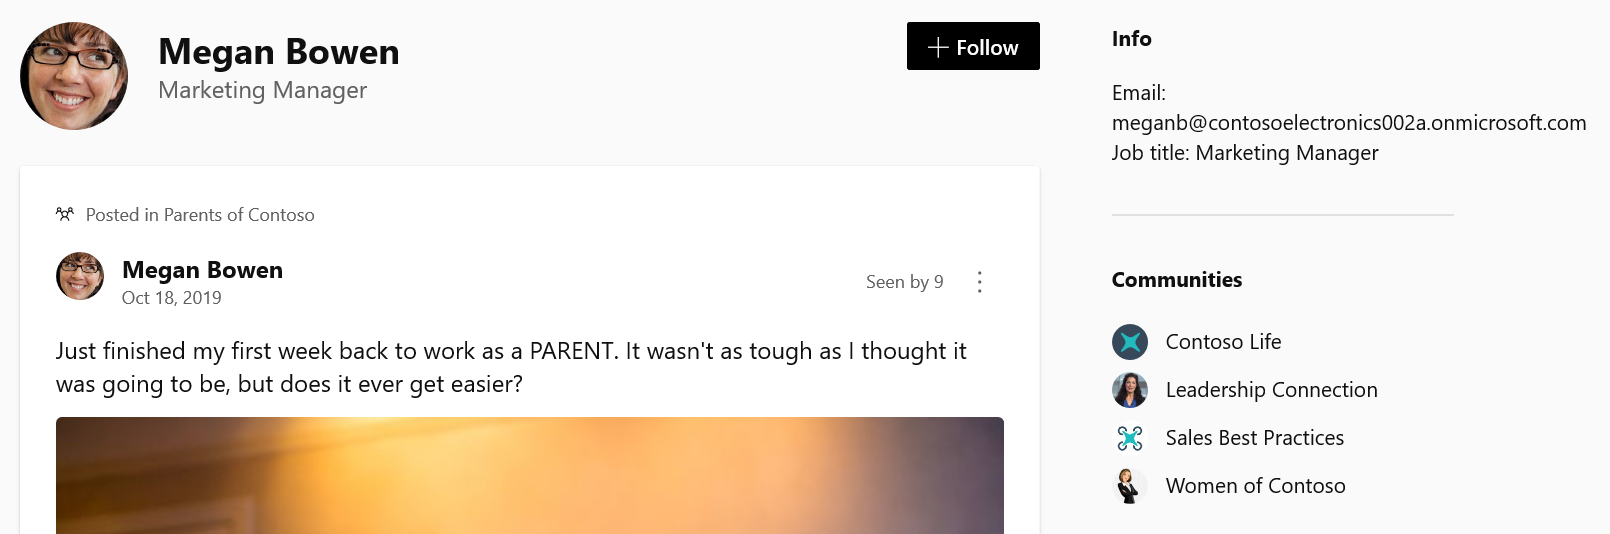 Megan Bowen
Marketing Manager
+ Follow
Posted in Parents of Contoso
Megan Bowen
Oct 18, 2019
Seen by 9
Just finished my first week back to work as a PARENT. It wasn't as tough as I thought it
was going to be, but does it ever get easier?
Info
Email:
meganb@contosoelectronics002a.onmicrosoft.com
Job title: Marketing Manager
Communities
Contoso Life
Leadership Connection
Sales Best Practices
Women of Contoso